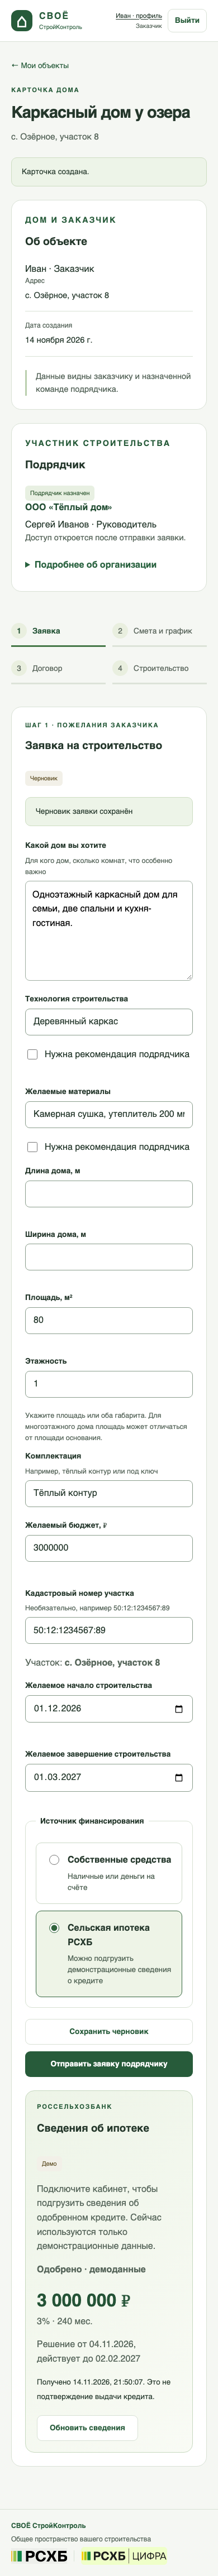 СВОЁ
СтройКонтроль
Иван · профиль
Заказчик
Выйти
← Мои объекты
КАРТОЧКА ДОМА
Каркасный дом у озера
с. Озёрное, участок 8
Карточка создана.
ДОМ И ЗАКАЗЧИК
Об объекте
Иван · Заказчик
Адрес
с. Озёрное, участок 8
Дата создания
14 ноября 2026 г.
Данные видны заказчику и назначенной
команде подрядчика.
УЧАСТНИК СТРОИТЕЛЬСТВА
Подрядчик
Подрядчик назначен
ООО «Тёплый дом»
Сергей Иванов · Руководитель
Доступ откроется после отправки заявки.
Подробнее об организации
1 Заявка
2 Смета и график
3 Договор
4 Строительство
ШАГ 1 · ПОЖЕЛАНИЯ ЗАКАЗЧИКА
Заявка на строительство
Черновик
Черновик заявки сохранён
Какой дом вы хотите
Для кого дом, сколько комнат, что особенно
важно
Одноэтажный каркасный дом для
семьи, две спальни и кухня-
гостиная.
Технология строительства
Деревянный каркас
Нужна рекомендация подрядчика
Желаемые материалы
Камерная сушка, утеплитель 200 мм
Нужна рекомендация подрядчика
Длина дома, м
Ширина дома, м
Площадь, м²
80
Этажность
1
Укажите площадь или оба габарита. Для
многоэтажного дома площадь может отличаться
от площади основания.
Комплектация
Например, тёплый контур или под ключ
Тёплый контур
Желаемый бюджет, ₽
3000000
Кадастровый номер участка
Необязательно, например 50:12:1234567:89
50:12:1234567:89
Участок: с. Озёрное, участок 8
Желаемое начало строительства
01.12.2026
Желаемое завершение строительства
01.03.2027
Источник финансирования
Собственные средства
Наличные или деньги на
счёте
Сельская ипотека
РСХБ
Можно подгрузить
демонстрационные сведения
о кредите
Сохранить черновик
Отправить заявку подрядчику
РОССЕЛЬХОЗБАНК
Сведения об ипотеке
Демо
Подключите кабинет, чтобы
подгрузить сведения об
одобренном кредите. Сейчас
используются только
демонстрационные данные.
Одобрено · демоданные
3 000 000 ₽
3% · 240 мес.
Решение от 04.11.2026,
действует до 02.02.2027
Получено 14.11.2026, 21:50:07. Это не
подтверждение выдачи кредита.
Обновить сведения
СВОЁ СтройКонтроль
Общее пространство вашего строительства
РСХБ
РСХБ ЦИФРА